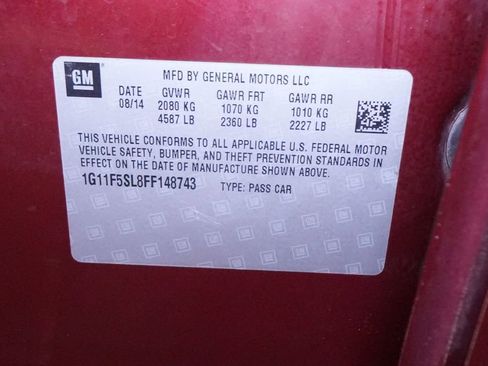 GM
MFD BY GENERAL MOTORS LLC
DATE GVWR GAWR FRT GAWR RR
08/14 2080 KG 1070 KG 1010 KG
4587 LB 2360 LB 2227 LB
THIS VEHICLE CONFORMS TO ALL APPLICABLE U.S. FEDERAL MOTOR
VEHICLE SAFETY, BUMPER, AND THEFT PREVENTION STANDARDS IN
EFFECT ON THE DATE OF MANUFACTURE SHOWN ABOVE.
1G11F5SL8FF148743 TYPE: PASS CAR